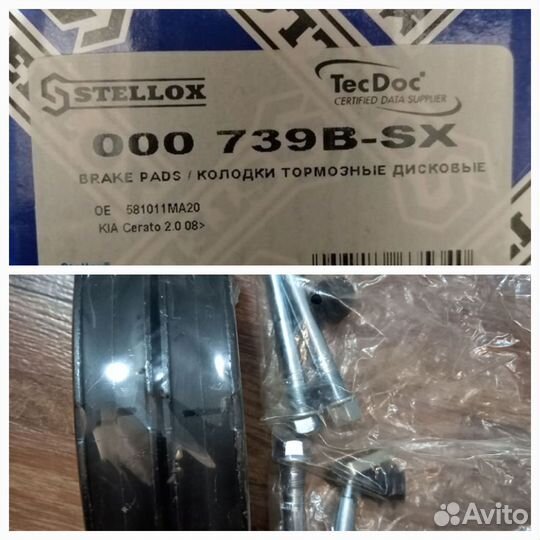 STELLOX
TecDoc
CERTIFIED DATA SUPPLIER
000 739B-SX
BRAKE PADS / КОЛОДКИ ТОРМОЗНЫЕ ДИСКОВЫЕ
OE 581011MA20
KIA Cerato 2.0 08>
Avito